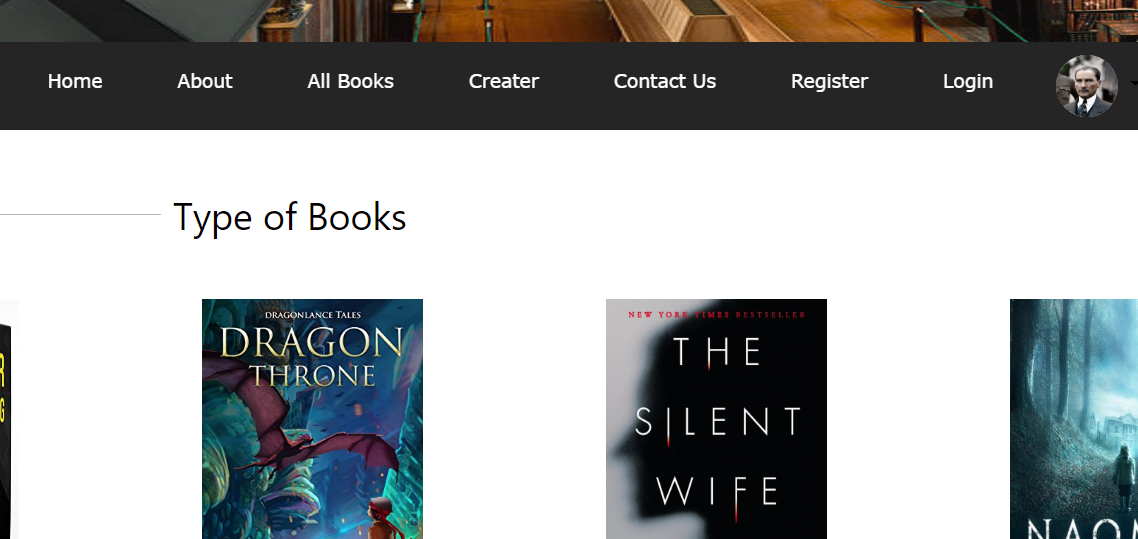 Home About All Books Creater Contact Us Register Login
Type of Books
DRAGONLANCE TALES
DRAGON
THRONE
NEW YORK TIMES BESTSELLER
THE
SILENT
WIFE